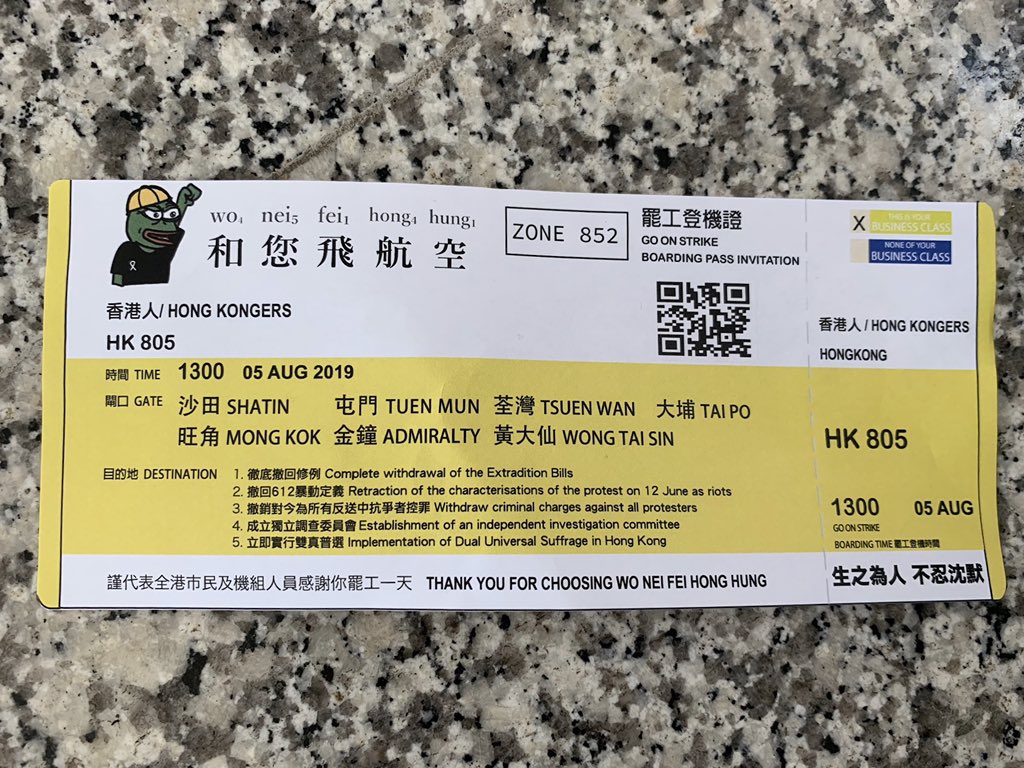 wo4 nei5 fei1 hong4 hung1
和您飛航空
ZONE 852
罷工登機證
GO ON STRIKE
BOARDING PASS INVITATION
香港人/ HONG KONGERS
HK 805
時間 TIME 1300 05 AUG 2019
閘口 GATE 沙田 SHATIN 屯門 TUEN MUN 荃灣 TSUEN WAN 大埔 TAI PO
旺角 MONG KOK 金鐘 ADMIRALTY 黃大仙 WONG TAI SIN
目的地 DESTINATION 1. 徹底撤回修例 Complete withdrawal of the Extradition Bills
2. 撤回612暴動定義 Retraction of the characterisations of the protest on 12 June as riots
3. 撤銷對今為所有反送中抗爭者控罪 Withdraw criminal charges against all protesters
4. 成立獨立調查委員會 Establishment of an independent investigation committee
5. 立即實行雙真普選 Implementation of Dual Universal Suffrage in Hong Kong
謹代表全港市民及機組人員感謝你罷工一天 THANK YOU FOR CHOOSING WO NEI FEI HONG HUNG
X THIS IS YOUR
BUSINESS CLASS
NONE OF YOUR
BUSINESS CLASS
香港人 / HONG KONGERS
HONGKONG
HK 805
1300 05 AUG
GO ON STRIKE
BOARDING TIME 罷工登機時間
生之為人 不忍沈默